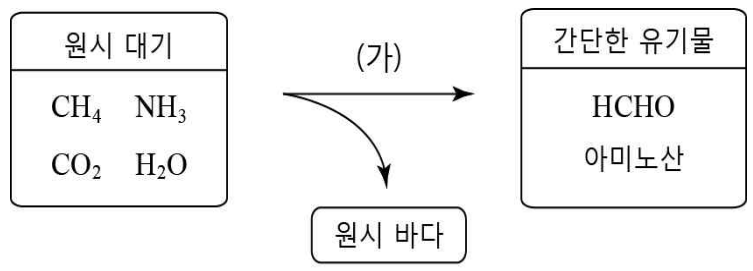 원시 대기
CH₄ NH₃
CO₂ H₂O
(가)
원시 바다
간단한 유기물
HCHO
아미노산